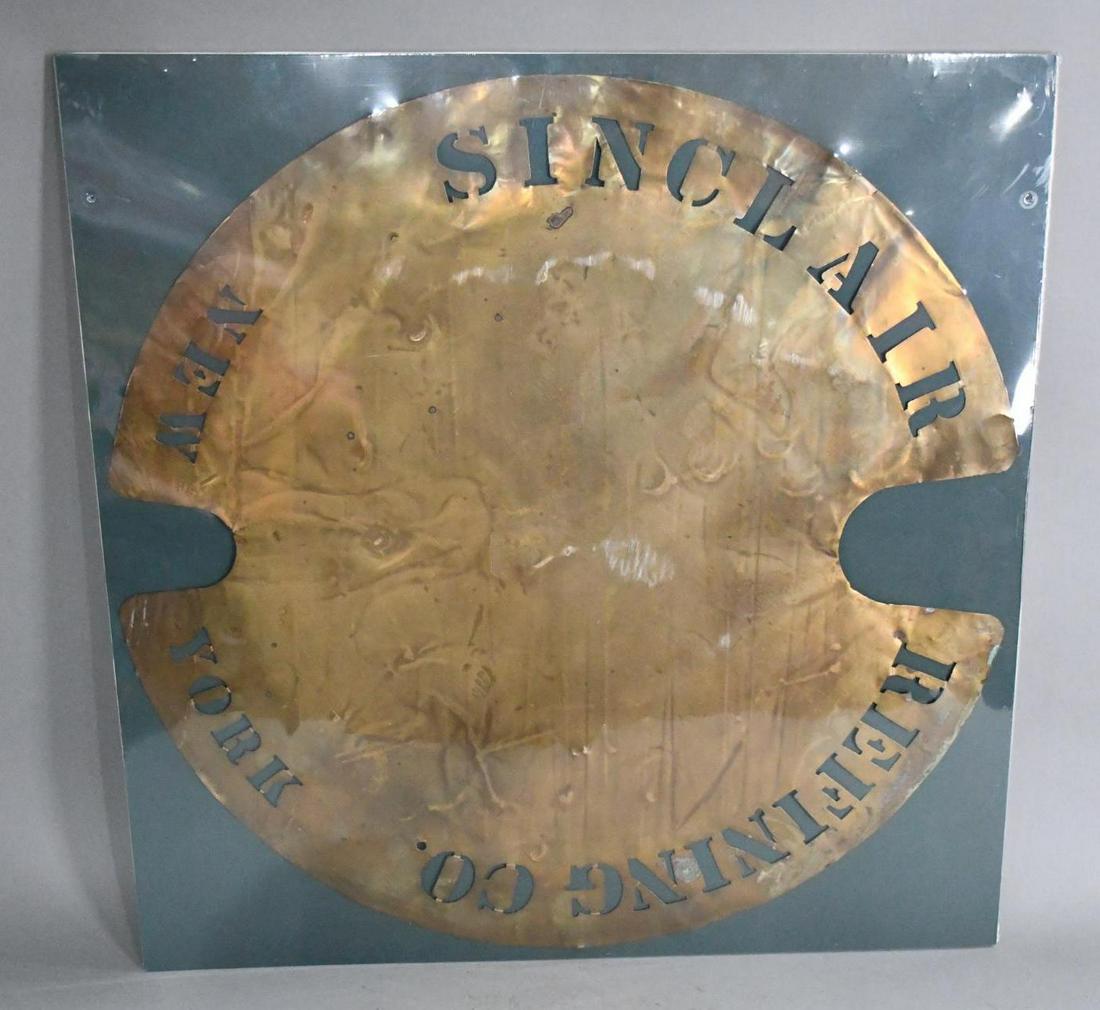 SINCLAIR
REFINING CO.
NEW
YORK